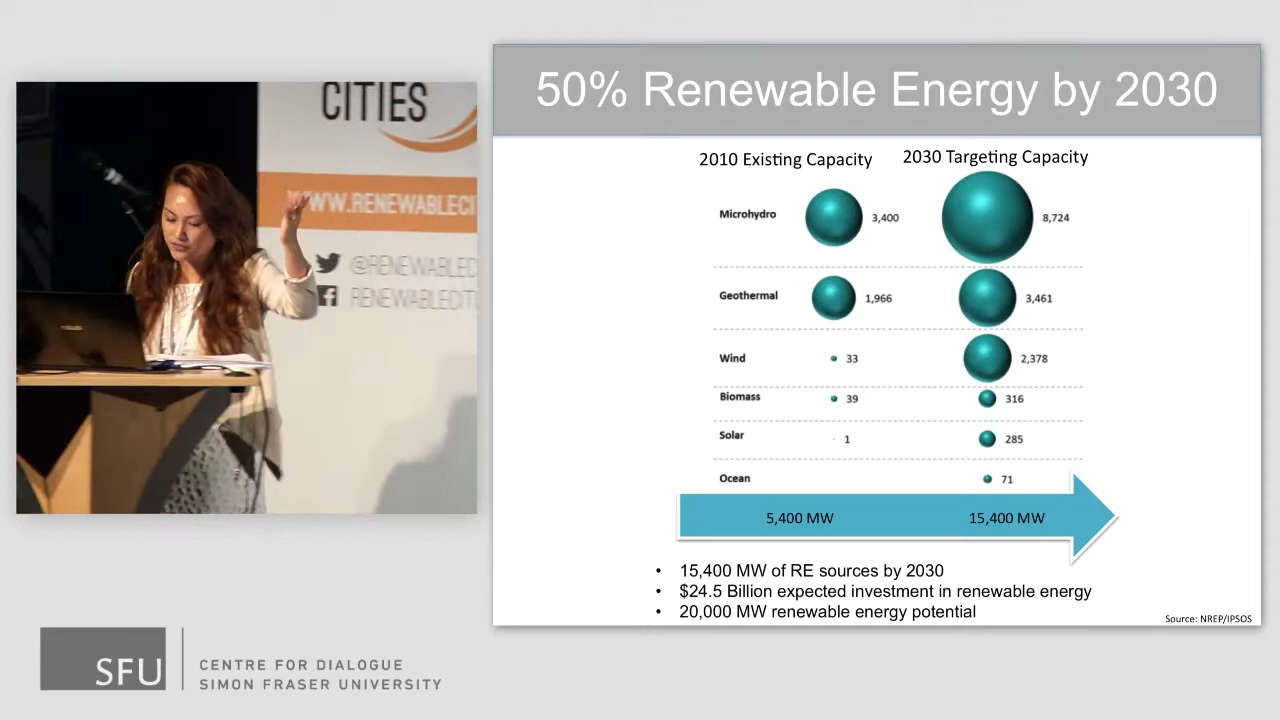 CITIES
WWW.RENEWABLECI
@RENEWABLECI
RENEWABLECITI
50% Renewable Energy by 2030
2010 Existing Capacity
2030 Targeting Capacity
Microhydro
3,400
8,724
Geothermal
1,966
3,461
Wind
33
2,378
Biomass
39
316
Solar
1
285
Ocean
71
5,400 MW
15,400 MW
• 15,400 MW of RE sources by 2030
• $24.5 Billion expected investment in renewable energy
• 20,000 MW renewable energy potential
Source: NREP/IPSOS
SFU
CENTRE FOR DIALOGUE
SIMON FRASER UNIVERSITY